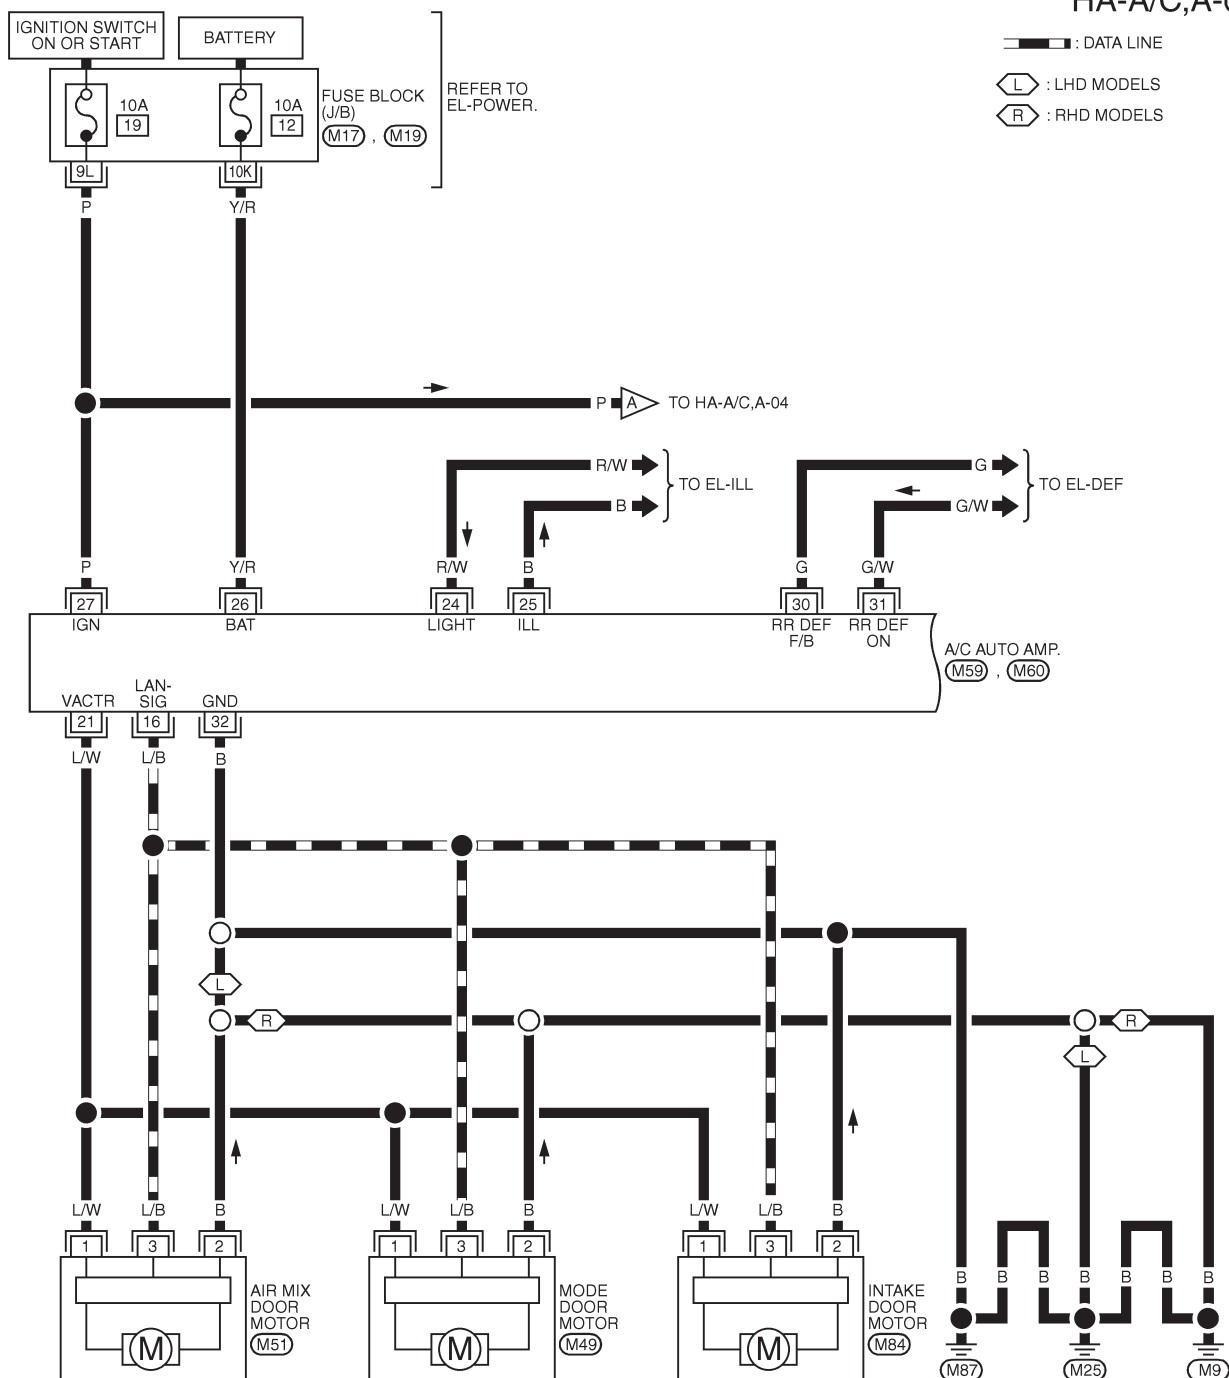 HA-A/C,A-0
IGNITION SWITCH
ON OR START
BATTERY
: DATA LINE
L : LHD MODELS
R : RHD MODELS
10A
19
10A
12
FUSE BLOCK
(J/B)
M17 , M19
REFER TO
EL-POWER.
9L
10K
P
Y/R
P A TO HA-A/C,A-04
R/W
B
TO EL-ILL
G
G/W
TO EL-DEF
P
Y/R
R/W
B
G
G/W
27
26
24
25
30
31
IGN
BAT
LIGHT
ILL
RR DEF
F/B
RR DEF
ON
A/C AUTO AMP.
M59 , M60
VACTR
LAN-
SIG
GND
21
16
32
L/W
L/B
B
L
R
R
L
L/W
L/B
B
L/W
L/B
B
L/W
L/B
B
1
3
2
1
3
2
1
3
2
B
B
B
B
B
B
B
AIR MIX
DOOR
MOTOR
M51
M
MODE
DOOR
MOTOR
M49
M
INTAKE
DOOR
MOTOR
M84
M
M87
M25
M9